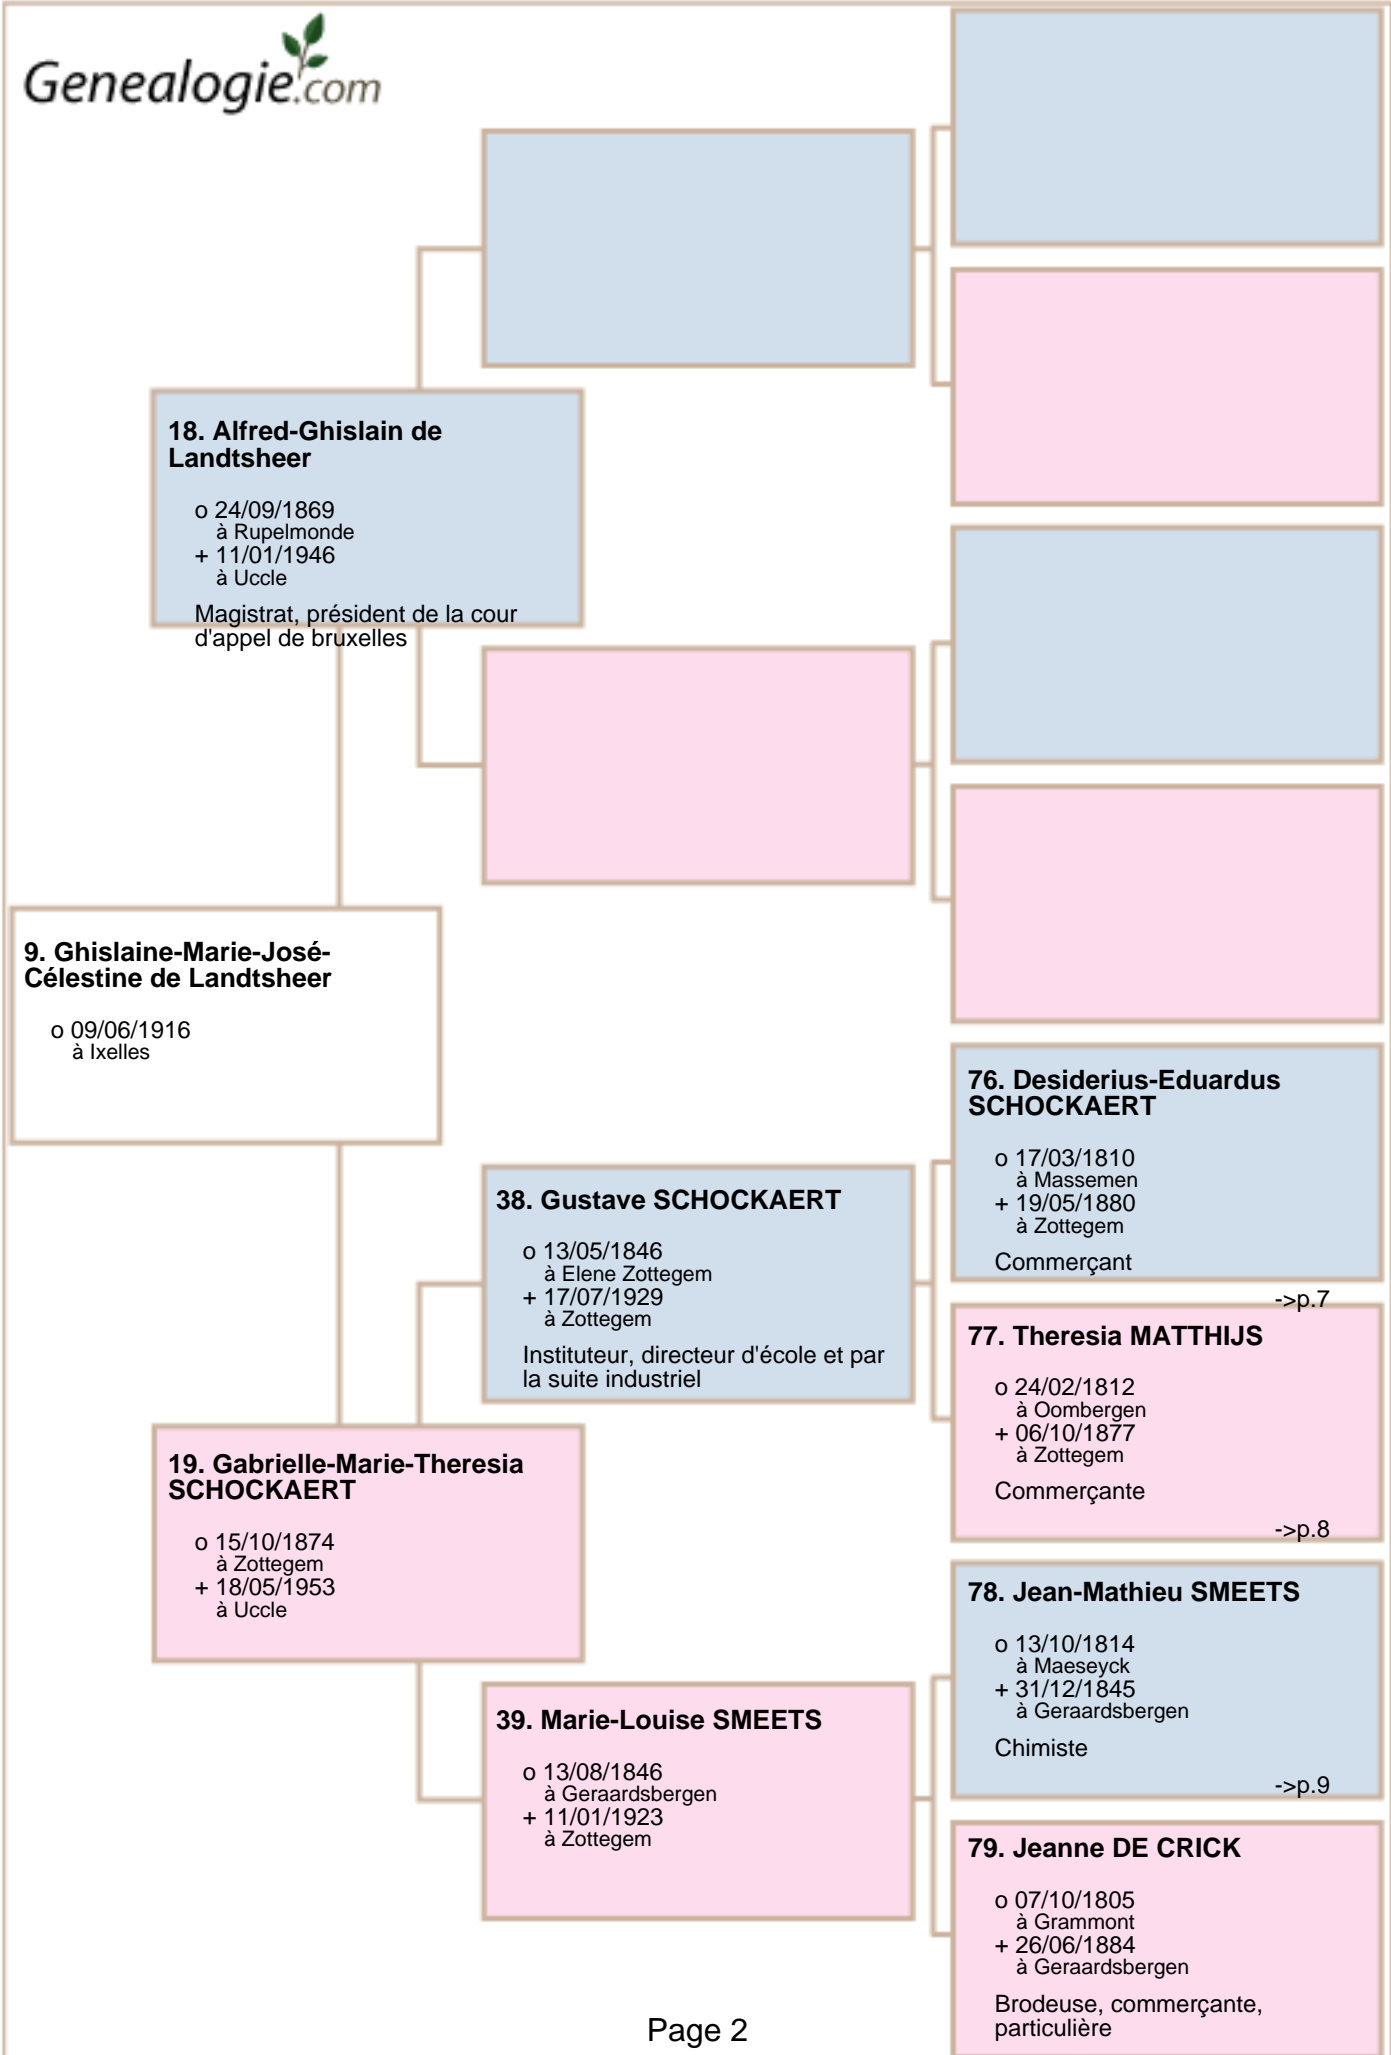 Genealogie.com
18. Alfred-Ghislain de
Landtsheer
o 24/09/1869
à Rupelmonde
+ 11/01/1946
à Uccle
Magistrat, président de la cour
d'appel de bruxelles
9. Ghislaine-Marie-José-
Célestine de Landtsheer
o 09/06/1916
à Ixelles
76. Desiderius-Eduardus
SCHOCKAERT
o 17/03/1810
à Massemen
+ 19/05/1880
à Zottegem
Commerçant
->p.7
38. Gustave SCHOCKAERT
o 13/05/1846
à Elene Zottegem
+ 17/07/1929
à Zottegem
Instituteur, directeur d'école et par
la suite industriel
77. Theresia MATTHIJS
o 24/02/1812
à Oombergen
+ 06/10/1877
à Zottegem
Commerçante
->p.8
19. Gabrielle-Marie-Theresia
SCHOCKAERT
o 15/10/1874
à Zottegem
+ 18/05/1953
à Uccle
78. Jean-Mathieu SMEETS
o 13/10/1814
à Maeseyck
+ 31/12/1845
à Geraardsbergen
Chimiste
->p.9
39. Marie-Louise SMEETS
o 13/08/1846
à Geraardsbergen
+ 11/01/1923
à Zottegem
79. Jeanne DE CRICK
o 07/10/1805
à Grammont
+ 26/06/1884
à Geraardsbergen
Brodeuse, commerçante,
particulière
Page 2